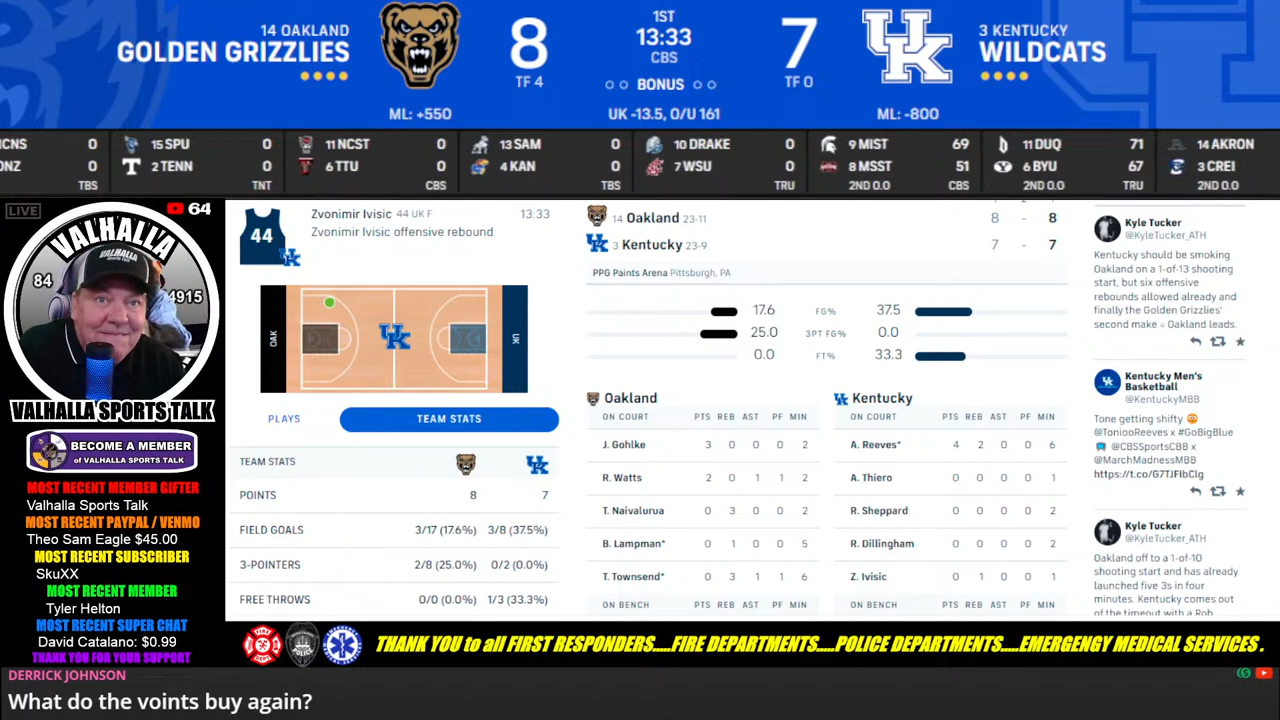 14 OAKLAND
GOLDEN GRIZZLIES
8
TF 4
ML: +550
1ST
13:33
CBS
BONUS
UK -13.5, O/U 161
7
TF 0
UK
3 KENTUCKY
WILDCATS
ML: -800
CNS 0
ONZ 0
TBS
15 SPU 0
2 TENN 0
TNT
11 NCST 0
6 TTU 0
CBS
13 SAM 0
4 KAN 0
TBS
10 DRAKE 0
7 WSU 0
TRU
9 MIST 69
8 MSST 51
2ND 0.0 CBS
11 DUQ 71
6 BYU 67
2ND 0.0 TRU
14 AKRON
3 CREI
2ND 0.0
LIVE
64
VALHALLA
VALHALLA
84
4915
VALHALLA SPORTS TALK
BECOME A MEMBER
of VALHALLA SPORTS TALK
MOST RECENT MEMBER GIFTER
Valhalla Sports Talk
MOST RECENT PAYPAL / VENMO
Theo Sam Eagle $45.00
MOST RECENT SUBSCRIBER
SkuXX
MOST RECENT MEMBER
Tyler Helton
MOST RECENT SUPER CHAT
David Catalano: $0.99
THANK YOU FOR YOUR SUPPORT
44
Zvonimir Ivisic 44 UK F 13:33
Zvonimir Ivisic offensive rebound
OAK
UK
UK
PLAYS
TEAM STATS
TEAM STATS
POINTS 8 7
FIELD GOALS 3/17 (17.6%) 3/8 (37.5%)
3-POINTERS 2/8 (25.0%) 0/2 (0.0%)
FREE THROWS 0/0 (0.0%) 1/3 (33.3%)
14 Oakland 23-11 8 - 8
3 Kentucky 23-9 7 - 7
PPG Paints Arena Pittsburgh, PA
17.6 FG% 37.5
25.0 3PT FG% 0.0
0.0 FT% 33.3
Oakland
ON COURT PTS REB AST PF MIN
J. Gohlke 3 0 0 0 2
R. Watts 2 0 1 1 2
T. Naivalurua 0 3 0 0 2
B. Lampman* 0 1 0 0 5
T. Townsend* 0 3 1 1 6
ON BENCH PTS REB AST PF MIN
Kentucky
ON COURT PTS REB AST PF MIN
A. Reeves* 4 2 0 0 6
A. Thiero 0 0 0 0 1
R. Sheppard 0 0 0 0 2
R. Dillingham 0 0 0 0 2
Z. Ivisic 0 1 0 0 1
ON BENCH PTS REB AST PF MIN
Kyle Tucker
@KyleTucker_ATH
Kentucky should be smoking
Oakland on a 1-of-13 shooting
start, but six offensive
rebounds allowed already and
finally the Golden Grizzlies'
second make = Oakland leads.
Kentucky Men's
Basketball
@KentuckyMBB
Tone getting shifty 🥵
@ToniooReeves x #GoBigBlue
📺 @CBSSportsCBB x
@MarchMadnessMBB
https://t.co/G7TJFIbClg
Kyle Tucker
@KyleTucker_ATH
Oakland off to a 1-of-10
shooting start and has already
launched five 3s in four
minutes. Kentucky comes out
of the timeout with a Rob
THANK YOU to all FIRST RESPONDERS.....FIRE DEPARTMENTS.....POLICE DEPARTMENTS.....EMERGENCY MEDICAL SERVICES .
DERRICK JOHNSON
What do the voints buy again?